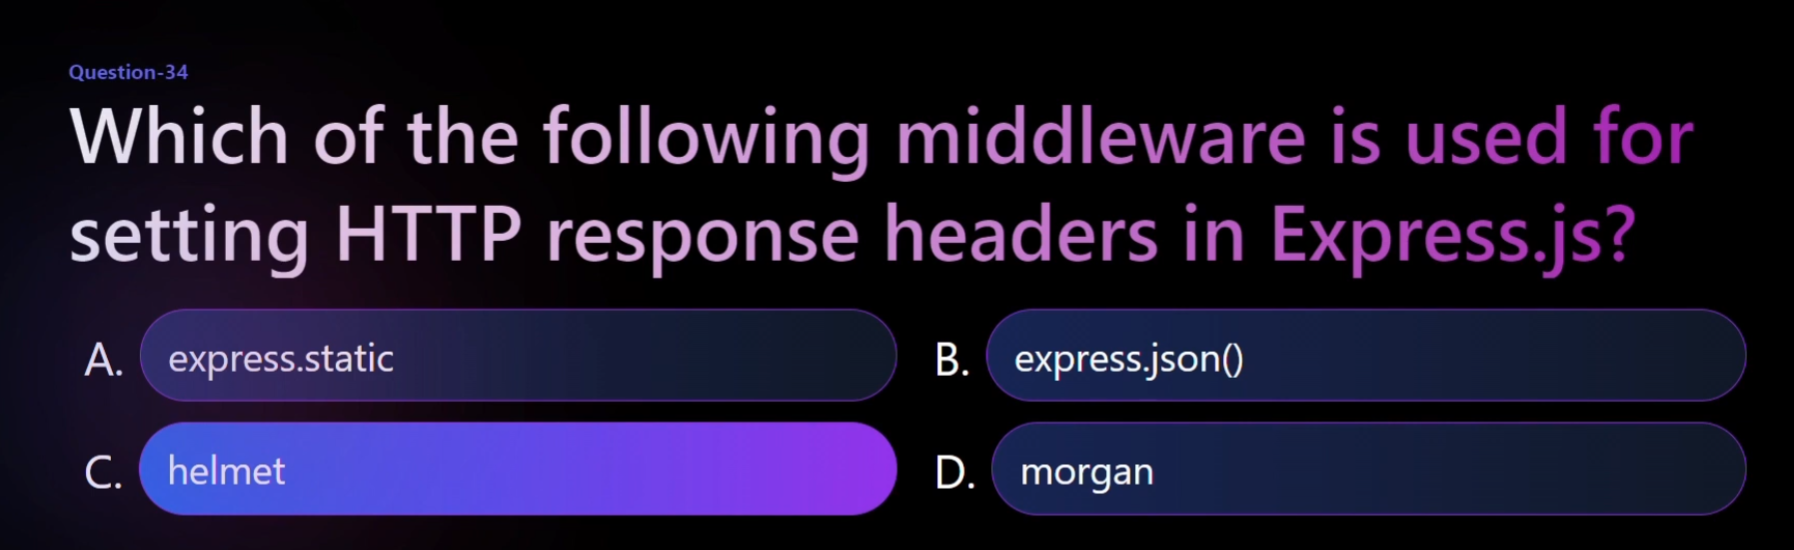 Question-34
Which of the following middleware is used for
setting HTTP response headers in Express.js?
A. express.static
B. express.json()
C. helmet
D. morgan